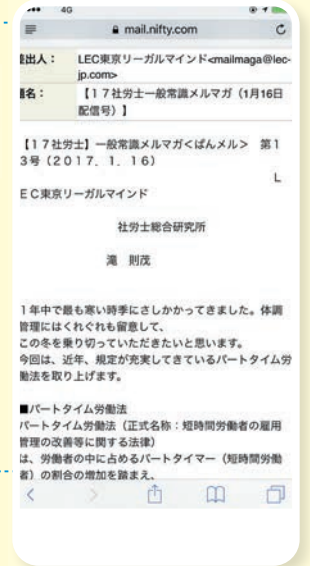 4G
mail.nifty.com
差出人： LEC東京リーガルマインド<mailmaga@lec-
jp.com>
題名： 【１７社労士一般常識メルマガ（1月16日
配信号）】
【１７社労士】一般常識メルマガ<ぱんメル>　第１
３号（２０１７．１．１６）
Ｌ
ＥＣ東京リーガルマインド
社労士総合研究所
滝　則茂
１年中で最も寒い時季にさしかかってきました。体調
管理にはくれぐれも留意して、
この冬を乗り切っていただきたいと思います。
今回は、近年、規定が充実してきているパートタイム労
働法を取り上げます。
■パートタイム労働法
パートタイム労働法（正式名称：短時間労働者の雇用
管理の改善等に関する法律）
は、労働者の中に占めるパートタイマー（短時間労働
者）の割合の増加を踏まえ、